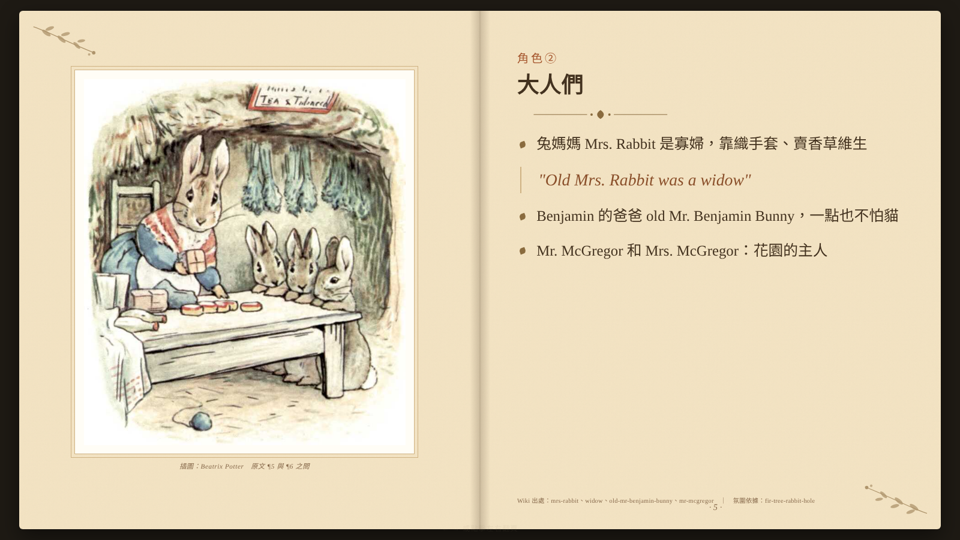 TEA & Tobacco
插圖：Beatrix Potter 原文 ¶5 與 ¶6 之間
角色②
大人們
兔媽媽 Mrs. Rabbit 是寡婦，靠織手套、賣香草維生
"Old Mrs. Rabbit was a widow"
Benjamin 的爸爸 old Mr. Benjamin Bunny，一點也不怕貓
Mr. McGregor 和 Mrs. McGregor：花園的主人
Wiki 出處：mrs-rabbit、widow、old-mr-benjamin-bunny、mr-mcgregor ｜ 氛圍依據：fir-tree-rabbit-hole
· 5 ·